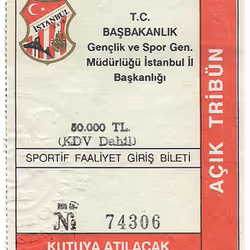 İSTANBUL
T.C.
BAŞBAKANLIK
Gençlik ve Spor Gen.
Müdürlüğü İstanbul İl
Başkanlığı
50.000 TL.
(KDV Dahil)
SPORTİF FAALİYET GİRİŞ BİLETİ
AÇIK TRİBÜN
№ 74306
KUTUYA ATILACAK